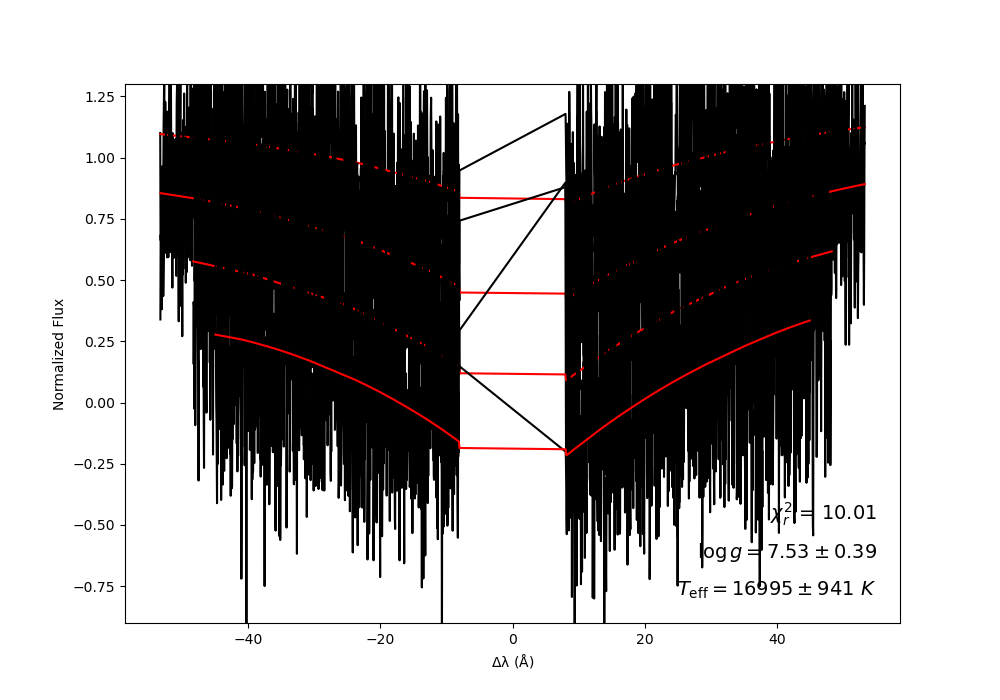 1.25
1.00
0.75
0.50
0.25
0.00
−0.25
−0.50
−0.75
Normalized Flux
−40
−20
0
20
40
Δλ (Å)
χ²ᵣ = 10.01
log g = 7.53 ± 0.39
T_eff = 16995 ± 941 K